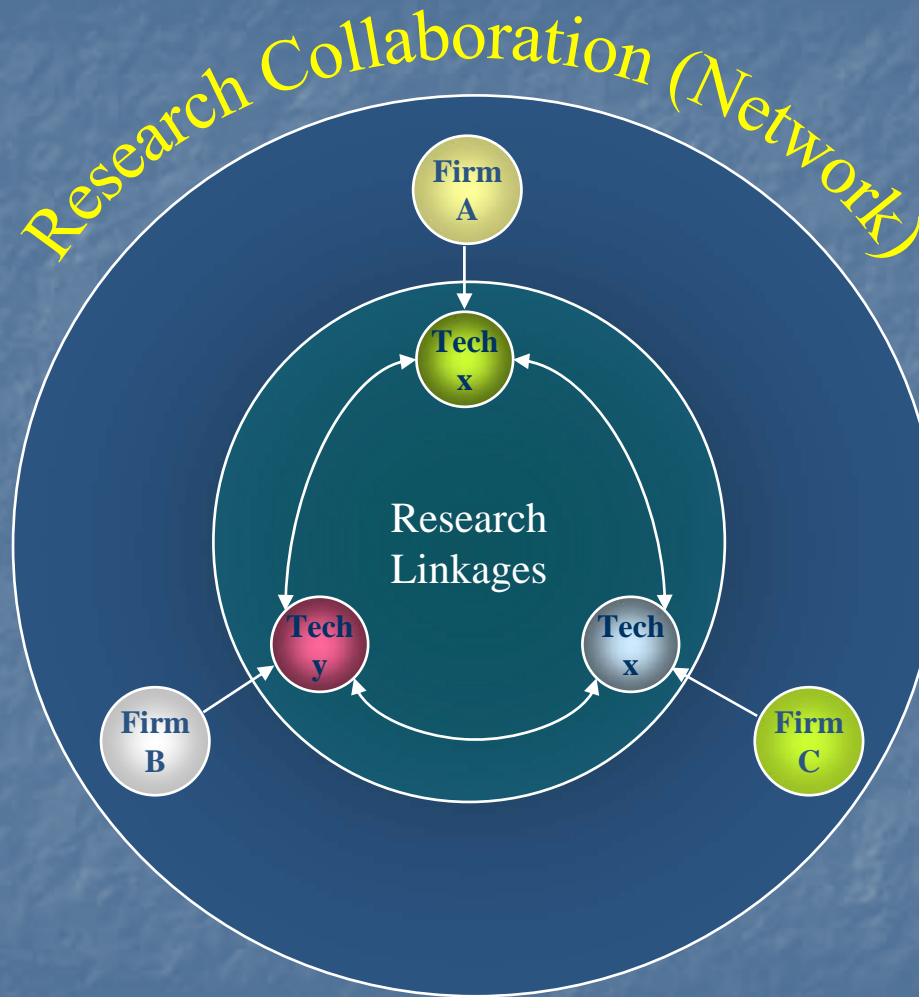 Research Collaboration (Network)
Firm
A
Tech
x
Research
Linkages
Tech
y
Tech
x
Firm
B
Firm
C